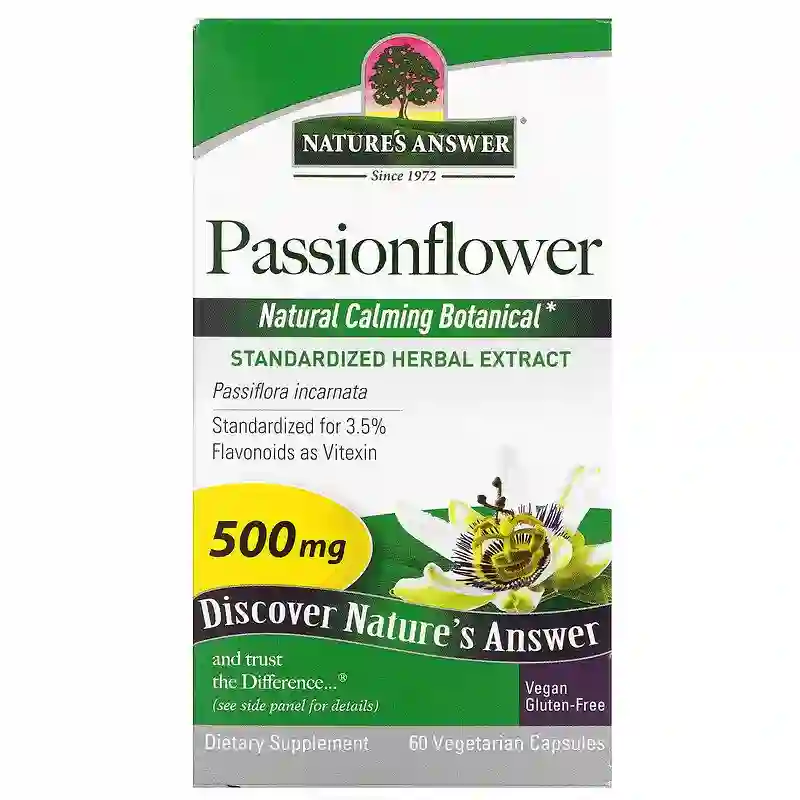 NATURE'S ANSWER®
Since 1972
Passionflower
Natural Calming Botanical*
STANDARDIZED HERBAL EXTRACT
Passiflora incarnata
Standardized for 3.5%
Flavonoids as Vitexin
500 mg
Discover Nature's Answer
and trust
the Difference...®
(see side panel for details)
Vegan
Gluten-Free
Dietary Supplement 60 Vegetarian Capsules